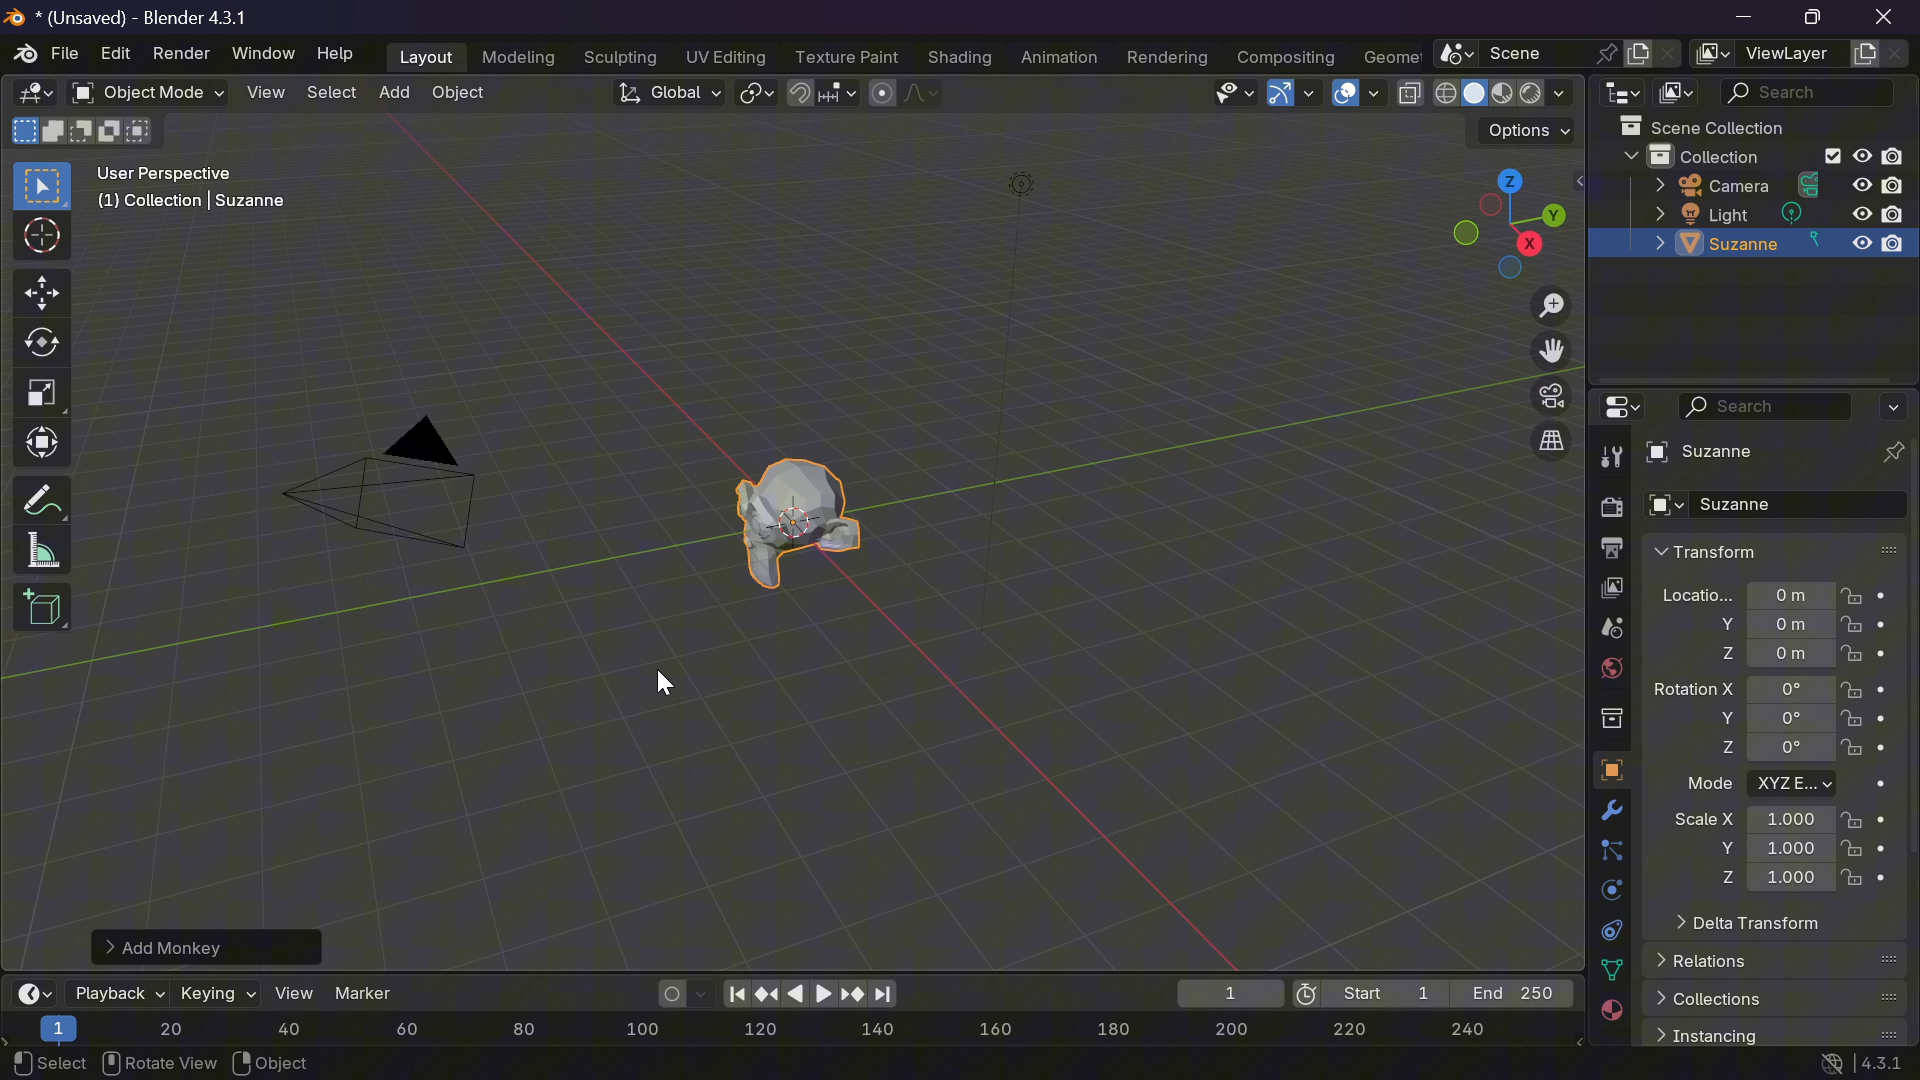 * (Unsaved) - Blender 4.3.1
File Edit Render Window Help Layout Modeling Sculpting UV Editing Texture Paint Shading Animation Rendering Compositing Geomet Scene ViewLayer
Object Mode View Select Add Object Global Search
Options
User Perspective
(1) Collection | Suzanne
Z
Y
X
Scene Collection
Collection
Camera
Light
Suzanne
Search
Suzanne
Suzanne
Transform
Locatio... 0 m
Y 0 m
Z 0 m
Rotation X 0°
Y 0°
Z 0°
Mode XYZ E...
Scale X 1.000
Y 1.000
Z 1.000
Delta Transform
Relations
Collections
Instancing
Add Monkey
Playback Keying View Marker 1 Start 1 End 250
1 20 40 60 80 100 120 140 160 180 200 220 240
Select Rotate View Object 4.3.1